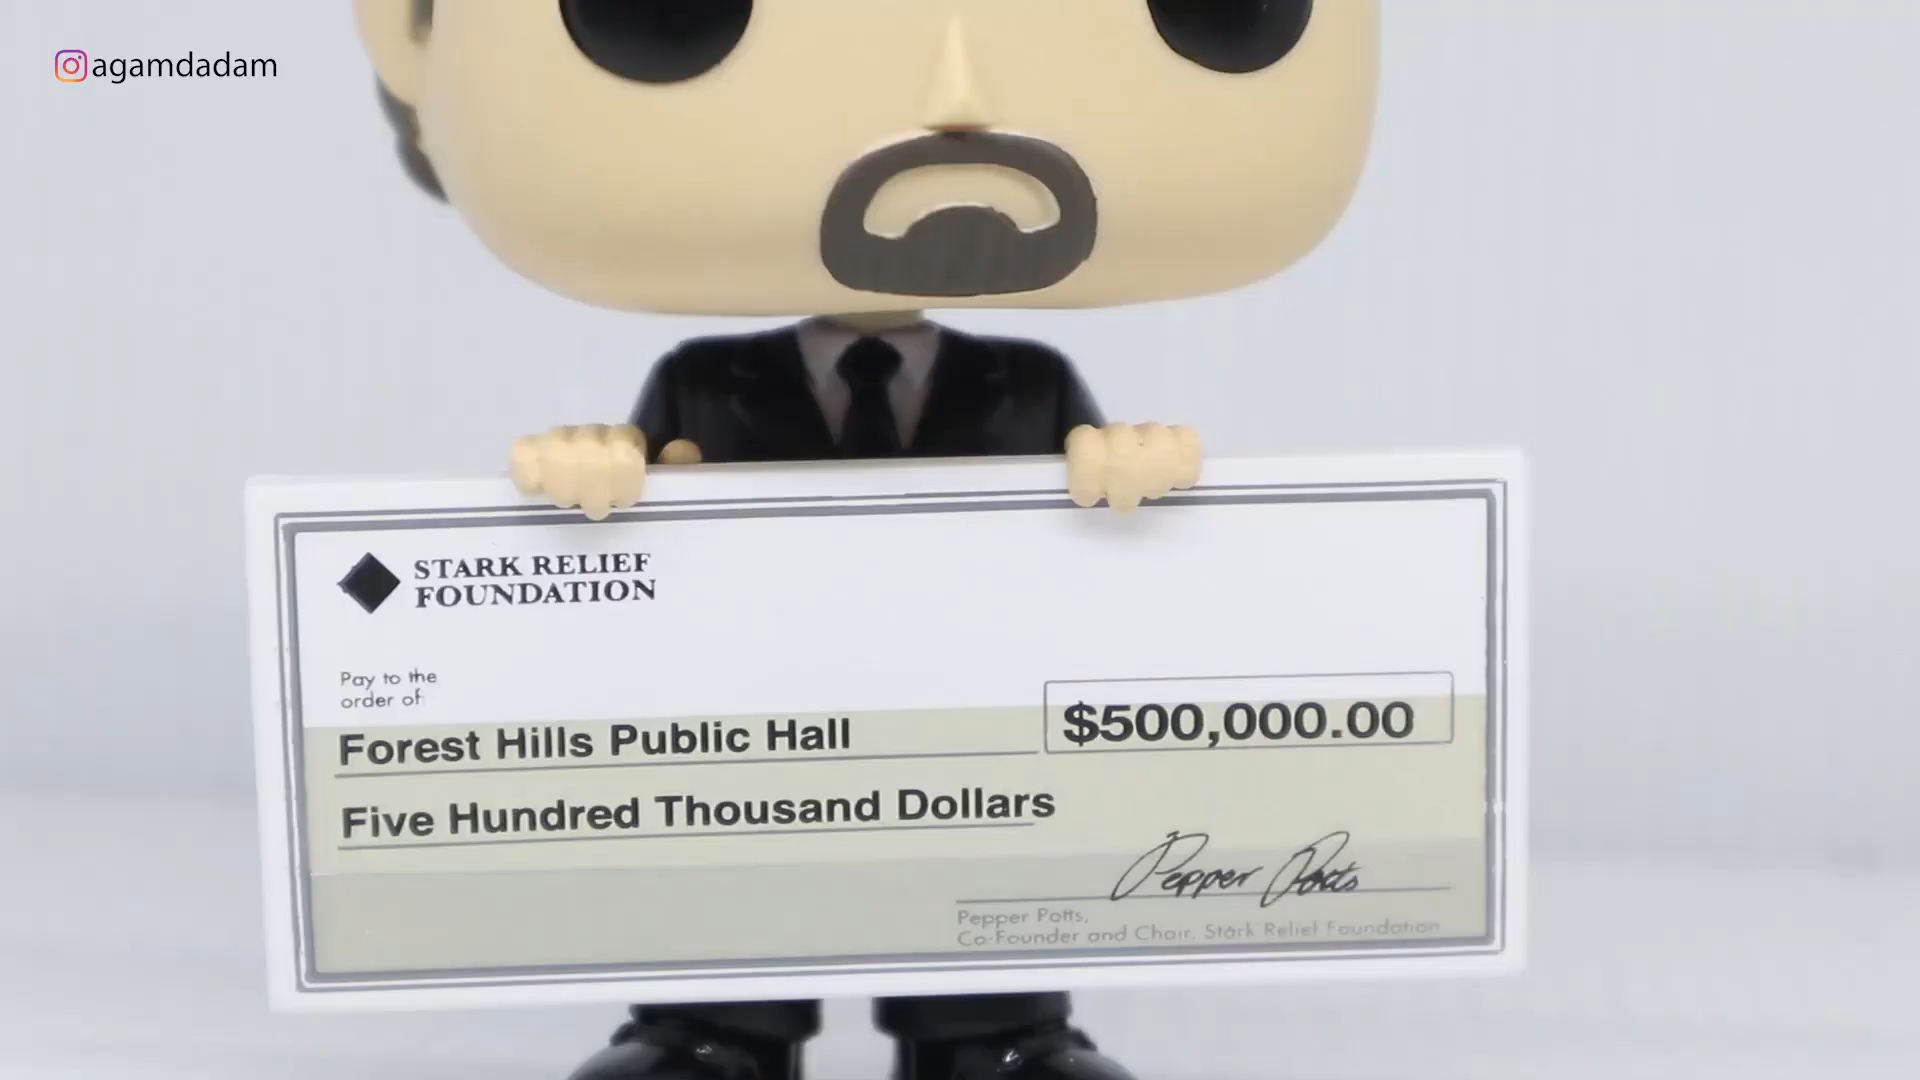 agamdadam
STARK RELIEF
FOUNDATION
Pay to the
order of:
Forest Hills Public Hall
$500,000.00
Five Hundred Thousand Dollars
Pepper Potts
Pepper Potts,
Co-Founder and Chair, Stark Relief Foundation